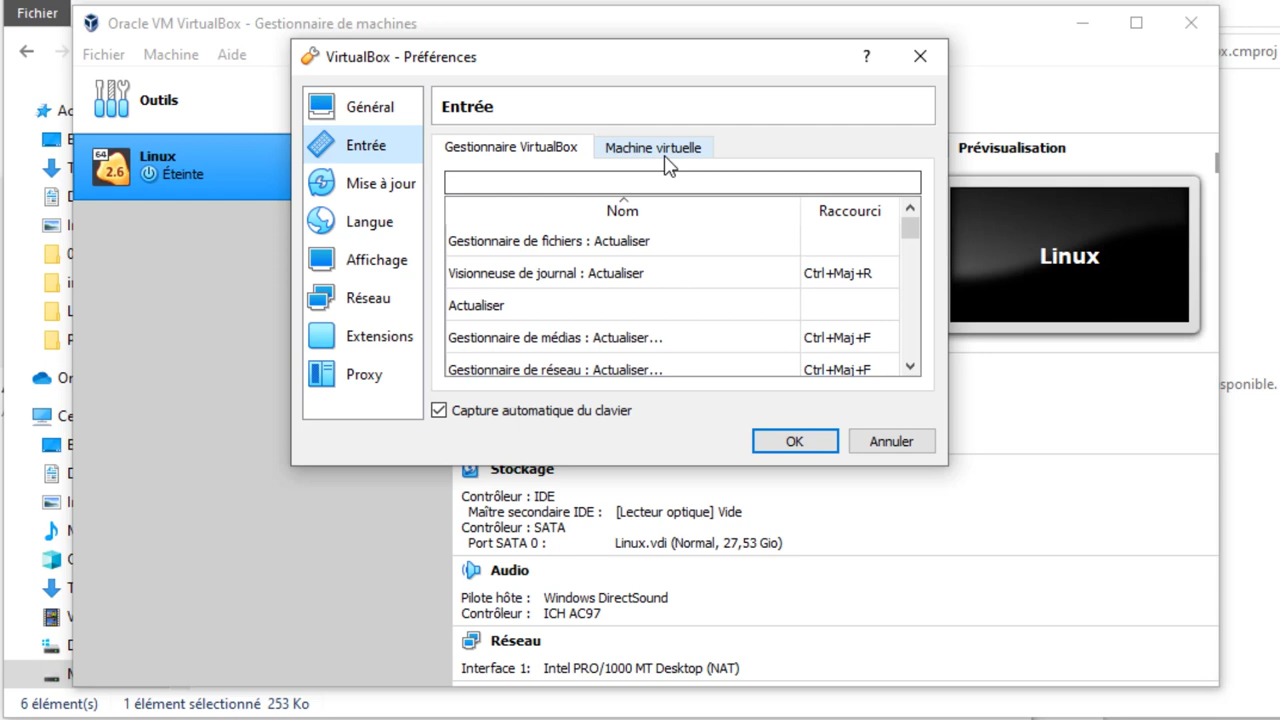 Fichier
Oracle VM VirtualBox - Gestionnaire de machines
Fichier Machine Aide
x.cmproj
Outils
64
2.6
Linux
Éteinte
VirtualBox - Préférences
?
Général
Entrée
Mise à jour
Langue
Affichage
Réseau
Extensions
Proxy
Entrée
Gestionnaire VirtualBox Machine virtuelle
Nom Raccourci
Gestionnaire de fichiers : Actualiser
Visionneuse de journal : Actualiser Ctrl+Maj+R
Actualiser
Gestionnaire de médias : Actualiser... Ctrl+Maj+F
Gestionnaire de réseau : Actualiser... Ctrl+Maj+F
Capture automatique du clavier
OK Annuler
Prévisualisation
Linux
sponible.
Stockage
Contrôleur : IDE
Maître secondaire IDE : [Lecteur optique] Vide
Contrôleur : SATA
Port SATA 0 : Linux.vdi (Normal, 27,53 Gio)
Audio
Pilote hôte : Windows DirectSound
Contrôleur : ICH AC97
Réseau
Interface 1: Intel PRO/1000 MT Desktop (NAT)
6 élément(s) 1 élément sélectionné 253 Ko